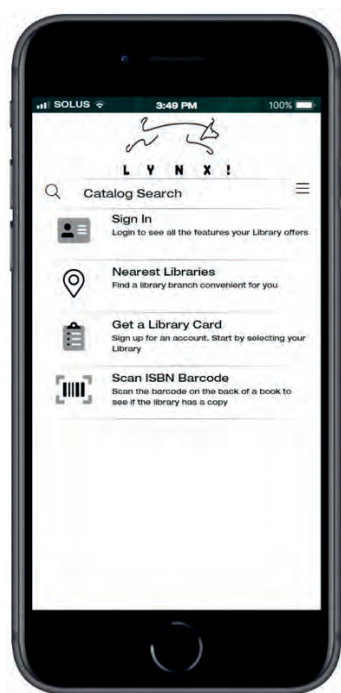 SOLUS 3:49 PM 100%
L Y N X !
Catalog Search
Sign In
Login to see all the features your Library offers
Nearest Libraries
Find a library branch convenient for you
Get a Library Card
Sign up for an account. Start by selecting your
Library
Scan ISBN Barcode
Scan the barcode on the back of a book to
see if the library has a copy